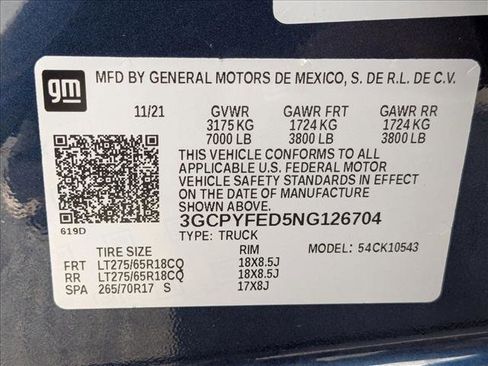 gm
MFD BY GENERAL MOTORS DE MEXICO, S. DE R.L. DE C.V.
11/21 GVWR GAWR FRT GAWR RR
3175 KG 1724 KG 1724 KG
7000 LB 3800 LB 3800 LB
THIS VEHICLE CONFORMS TO ALL
APPLICABLE U.S. FEDERAL MOTOR
VEHICLE SAFETY STANDARDS IN EFFECT
ON THE DATE OF MANUFACTURE
SHOWN ABOVE.
619D 3GCPYFED5NG126704
TYPE: TRUCK
TIRE SIZE RIM MODEL: 54CK10543
FRT LT275/65R18CQ 18X8.5J
RR LT275/65R18CQ 18X8.5J
SPA 265/70R17 S 17X8J